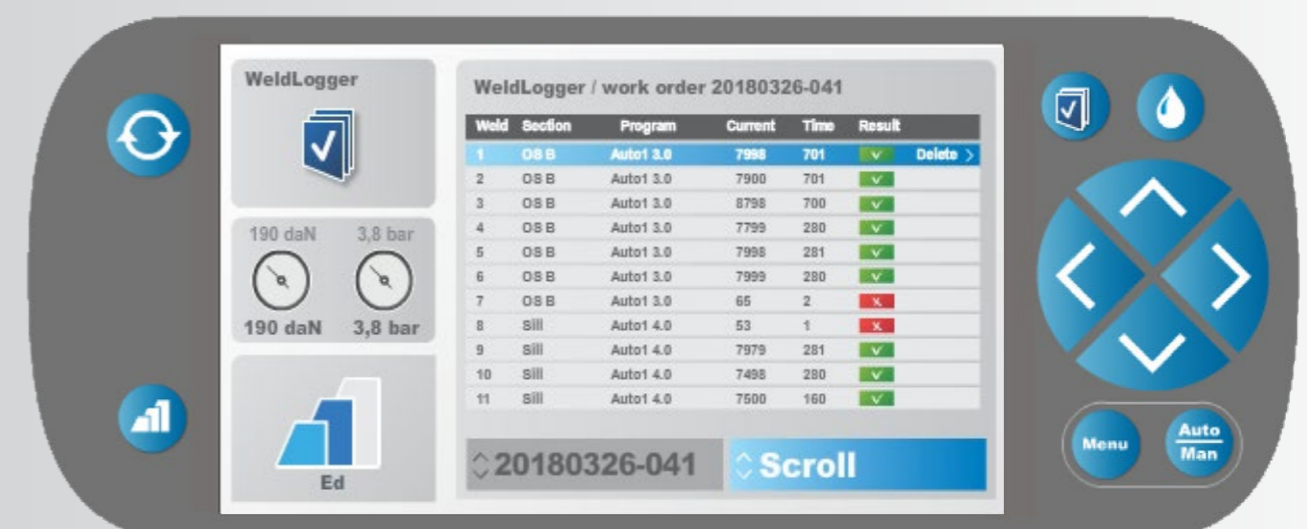 WeldLogger
190 daN 3,8 bar
190 daN 3,8 bar
Ed
WeldLogger / work order 20180326-041
Weld Section Program Current Time Result
1 OS B Auto1 3.0 7998 701 Delete >
2 OS B Auto1 3.0 7900 701
3 OS B Auto1 3.0 8798 700
4 OS B Auto1 3.0 7799 280
5 OS B Auto1 3.0 7998 281
6 OS B Auto1 3.0 7999 280
7 OS B Auto1 3.0 65 2
8 Sill Auto1 4.0 53 1
9 Sill Auto1 4.0 7979 281
10 Sill Auto1 4.0 7498 280
11 Sill Auto1 4.0 7500 160
20180326-041 Scroll
Menu
Auto
Man